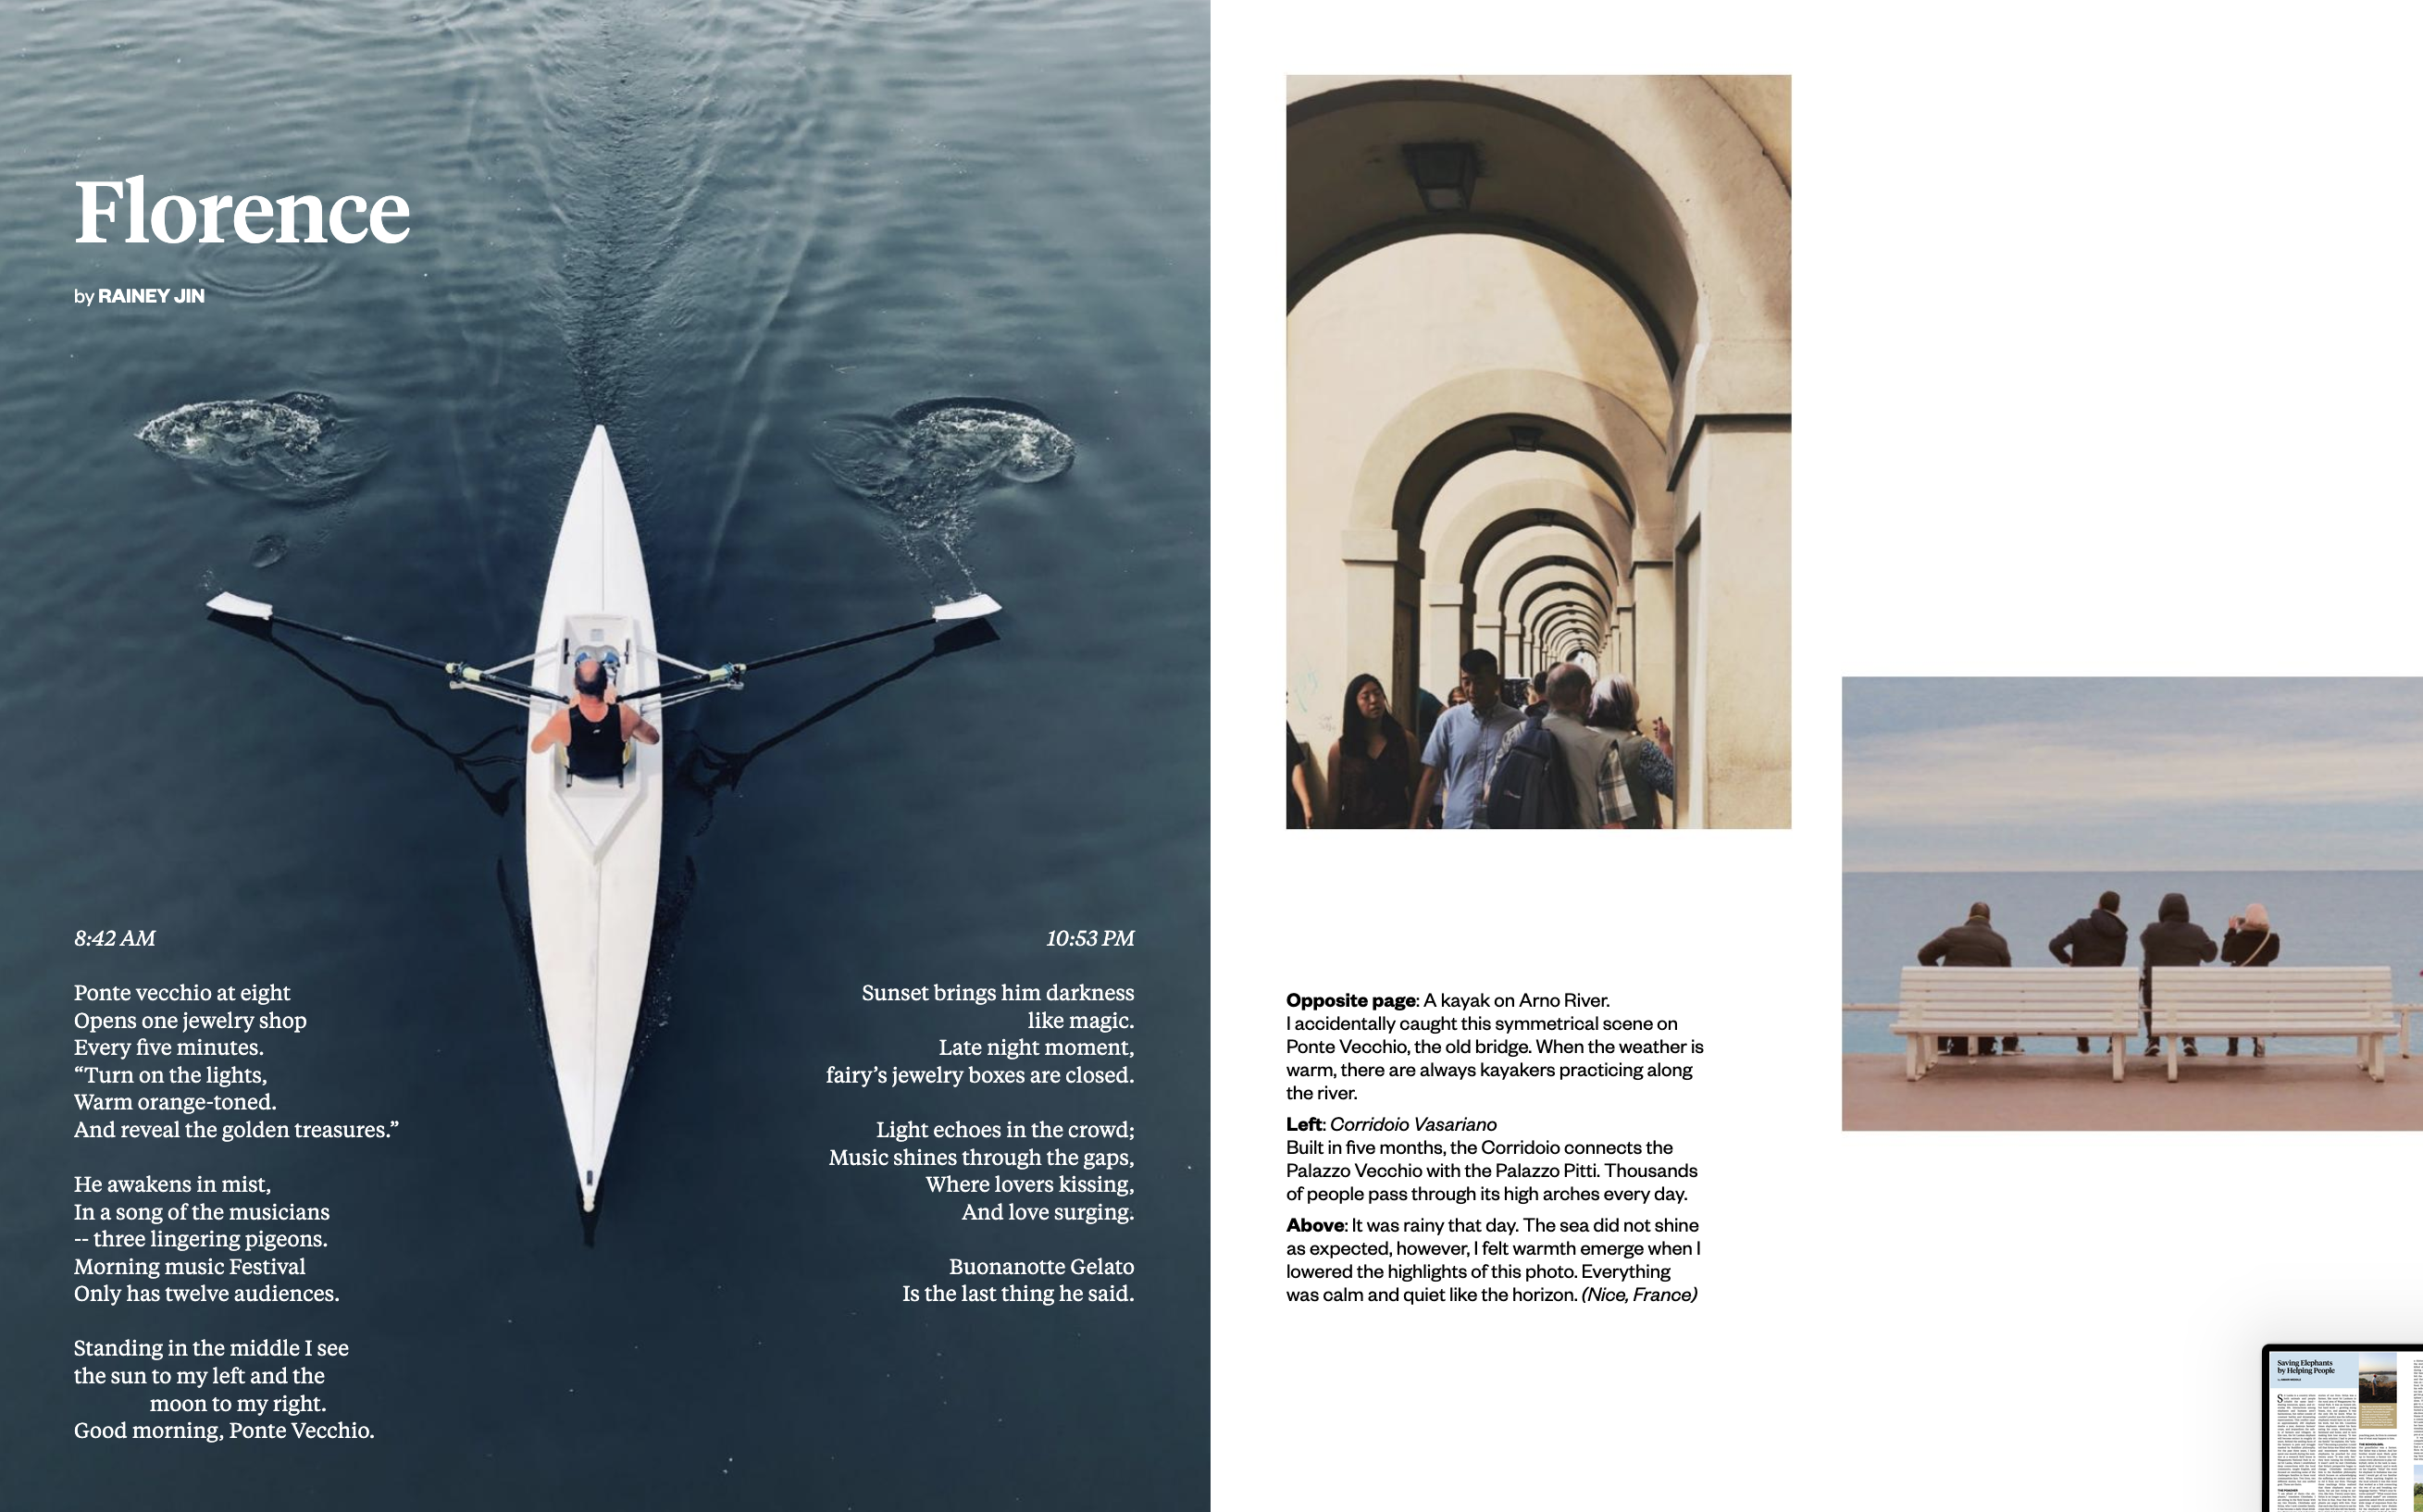 Florence
by RAINEY JIN
8:42 AM
Ponte vecchio at eight
Opens one jewelry shop
Every five minutes.
“Turn on the lights,
Warm orange-toned.
And reveal the golden treasures.”
He awakens in mist,
In a song of the musicians
-- three lingering pigeons.
Morning music Festival
Only has twelve audiences.
Standing in the middle I see
the sun to my left and the
moon to my right.
Good morning, Ponte Vecchio.
10:53 PM
Sunset brings him darkness
like magic.
Late night moment,
fairy’s jewelry boxes are closed.
Light echoes in the crowd;
Music shines through the gaps,
Where lovers kissing,
And love surging.
Buonanotte Gelato
Is the last thing he said.
Opposite page: A kayak on Arno River.
I accidentally caught this symmetrical scene on
Ponte Vecchio, the old bridge. When the weather is
warm, there are always kayakers practicing along
the river.
Left: Corridoio Vasariano
Built in five months, the Corridoio connects the
Palazzo Vecchio with the Palazzo Pitti. Thousands
of people pass through its high arches every day.
Above: It was rainy that day. The sea did not shine
as expected, however, I felt warmth emerge when I
lowered the highlights of this photo. Everything
was calm and quiet like the horizon. (Nice, France)
Saving Elephants
by Helping People